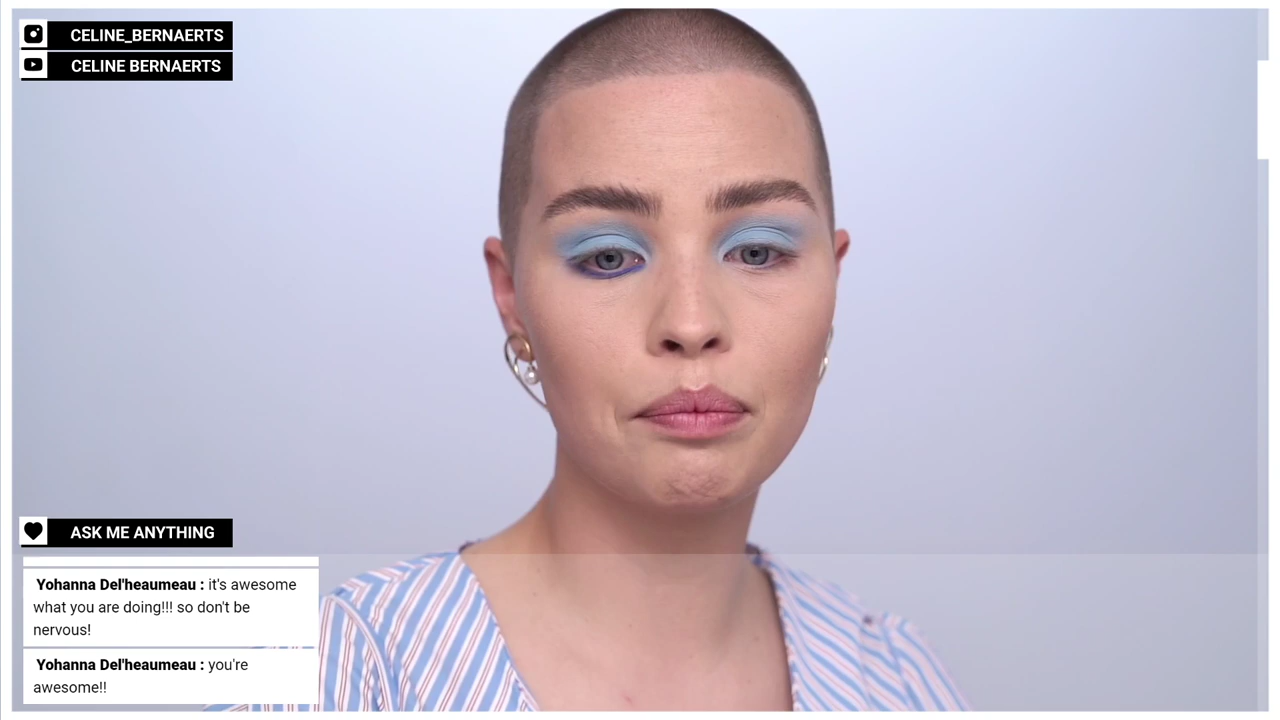 CELINE_BERNAERTS
CELINE BERNAERTS
ASK ME ANYTHING
Yohanna Del'heaumeau : it's awesome
what you are doing!!! so don't be
nervous!
Yohanna Del'heaumeau : you're
awesome!!